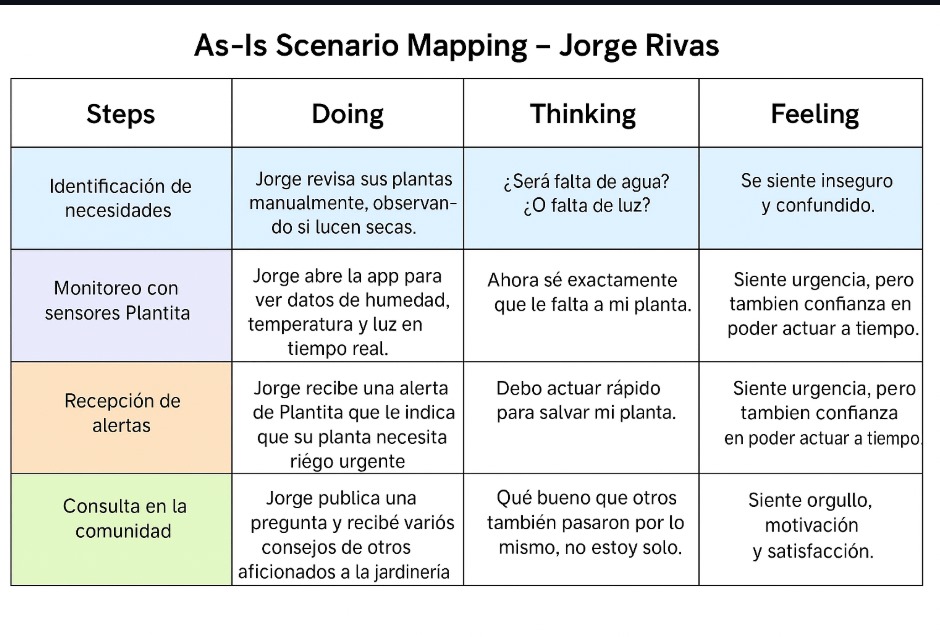 As-Is Scenario Mapping – Jorge Rivas
Steps
Doing
Thinking
Feeling
Identificación de
necesidades
Jorge revisa sus plantas
manualmente, observan-
do si lucen secas.
¿Será falta de agua?
¿O falta de luz?
Se siente inseguro
y confundido.
Monitoreo con
sensores Plantita
Jorge abre la app para
ver datos de humedad,
temperatura y luz en
tiempo real.
Ahora sé exactamente
que le falta a mi planta.
Siente urgencia, pero
tambien confianza en
poder actuar a tiempo.
Recepción de
alertas
Jorge recibe una alerta
de Plantita que le indica
que su planta necesita
riégo urgente
Debo actuar rápido
para salvar mi planta.
Siente urgencia, pero
tambien confianza
en poder actuar a tiempo.
Consulta en la
comunidad
Jorge publica una
pregunta y recibé variós
consejos de otros
aficionados a la jardinería
Qué bueno que otros
también pasaron por lo
mismo, no estoy solo.
Siente orgullo,
motivación
y satisfacción.